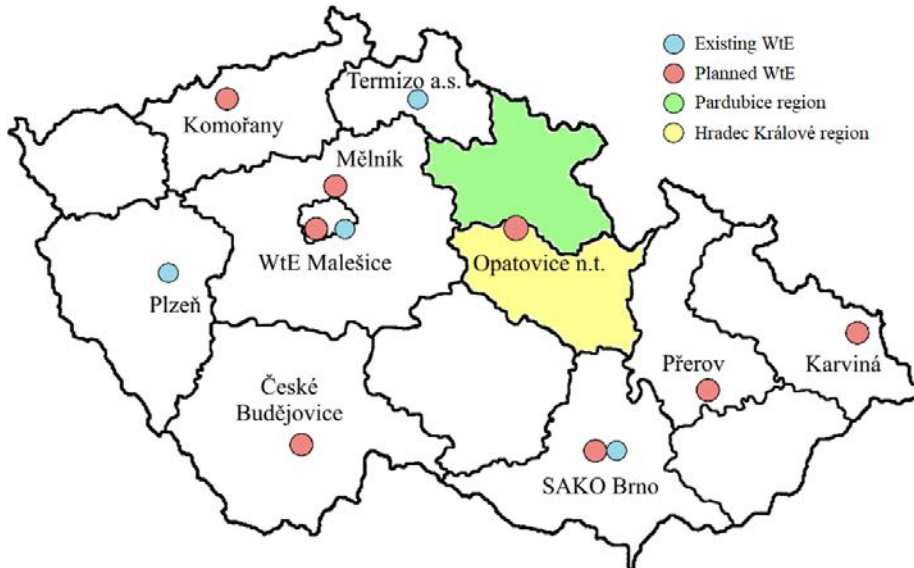 Existing WtE
Planned WtE
Pardubice region
Hradec Králové region
Termizo a.s.
Komořany
Mělník
WtE Malešice
Opatovice n.t.
Plzeň
Přerov
Karviná
České
Budějovice
SAKO Brno